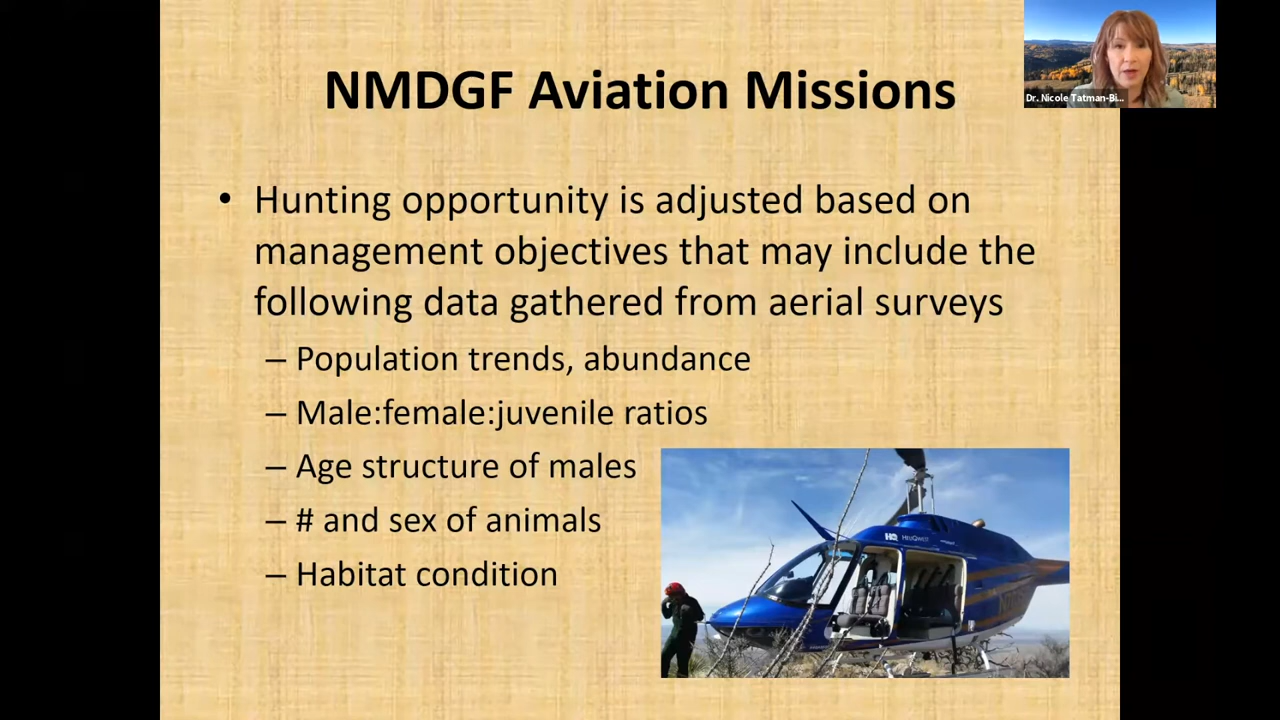 NMDGF Aviation Missions
Dr. Nicole Tatman-Bi...
• Hunting opportunity is adjusted based on
management objectives that may include the
following data gathered from aerial surveys
– Population trends, abundance
– Male:female:juvenile ratios
– Age structure of males
– # and sex of animals
– Habitat condition
HQ HELIQWEST